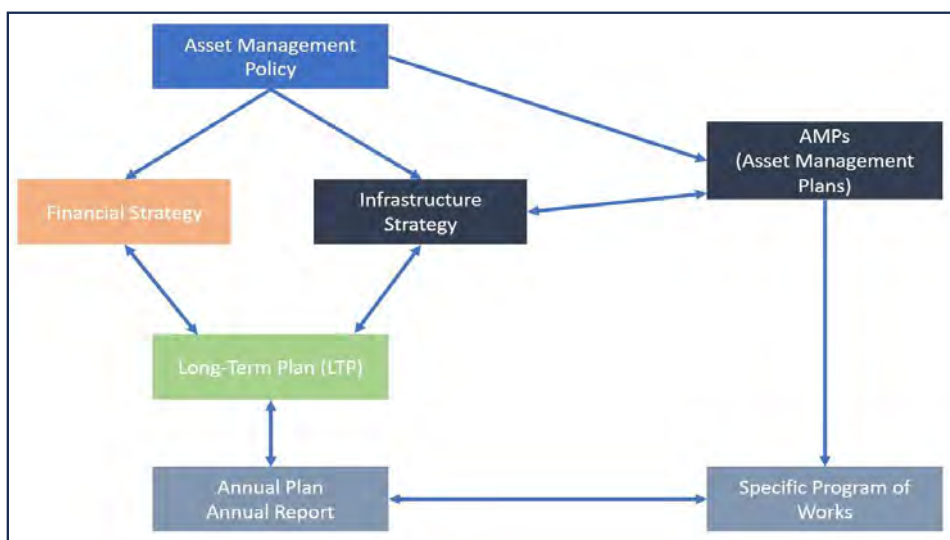 Asset Management
Policy
AMPs
(Asset Management
Plans)
Financial Strategy
Infrastructure
Strategy
Long-Term Plan (LTP)
Annual Plan
Annual Report
Specific Program of
Works